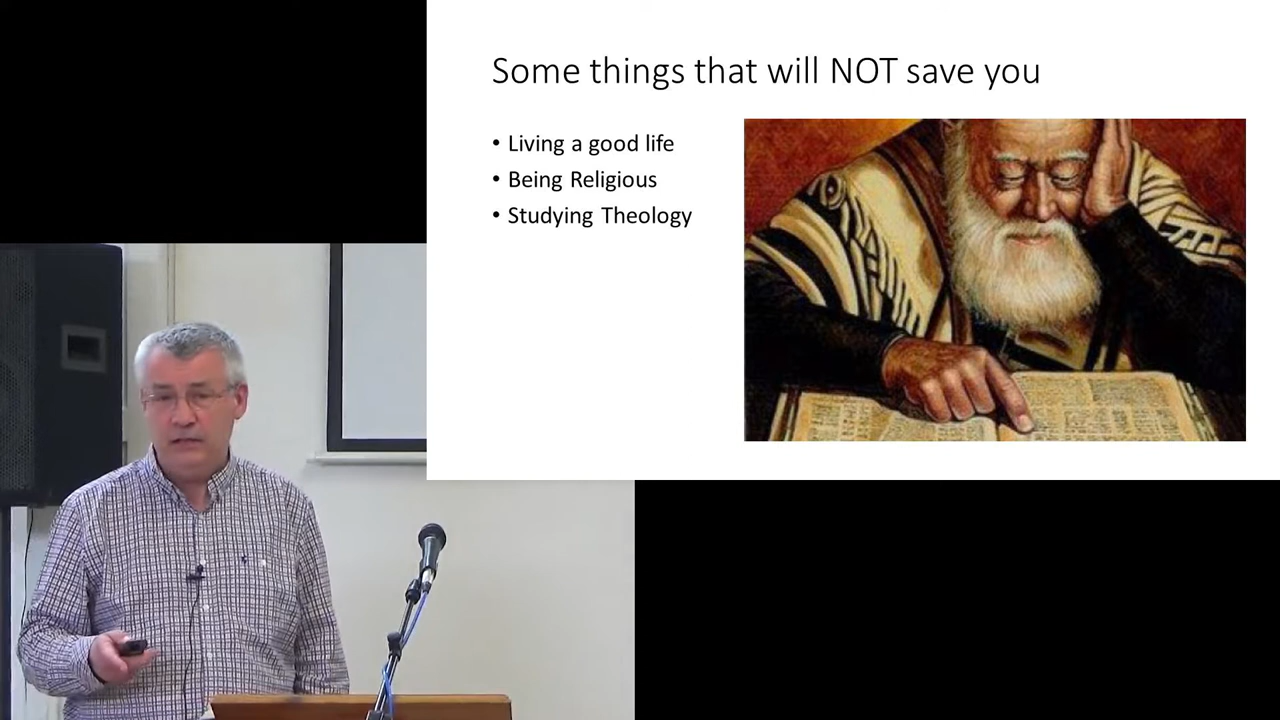 Some things that will NOT save you
• Living a good life
• Being Religious
• Studying Theology